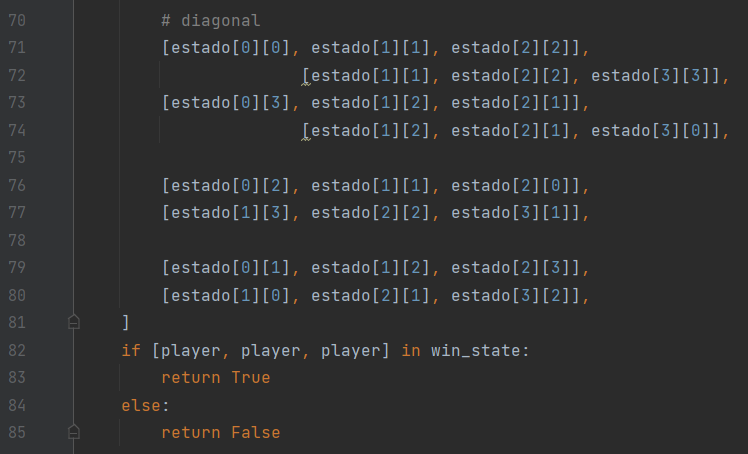 70 # diagonal
71 [estado[0][0], estado[1][1], estado[2][2]],
72 [estado[1][1], estado[2][2], estado[3][3]],
73 [estado[0][3], estado[1][2], estado[2][1]],
74 [estado[1][2], estado[2][1], estado[3][0]],
75
76 [estado[0][2], estado[1][1], estado[2][0]],
77 [estado[1][3], estado[2][2], estado[3][1]],
78
79 [estado[0][1], estado[1][2], estado[2][3]],
80 [estado[1][0], estado[2][1], estado[3][2]],
81 ]
82 if [player, player, player] in win_state:
83 return True
84 else:
85 return False